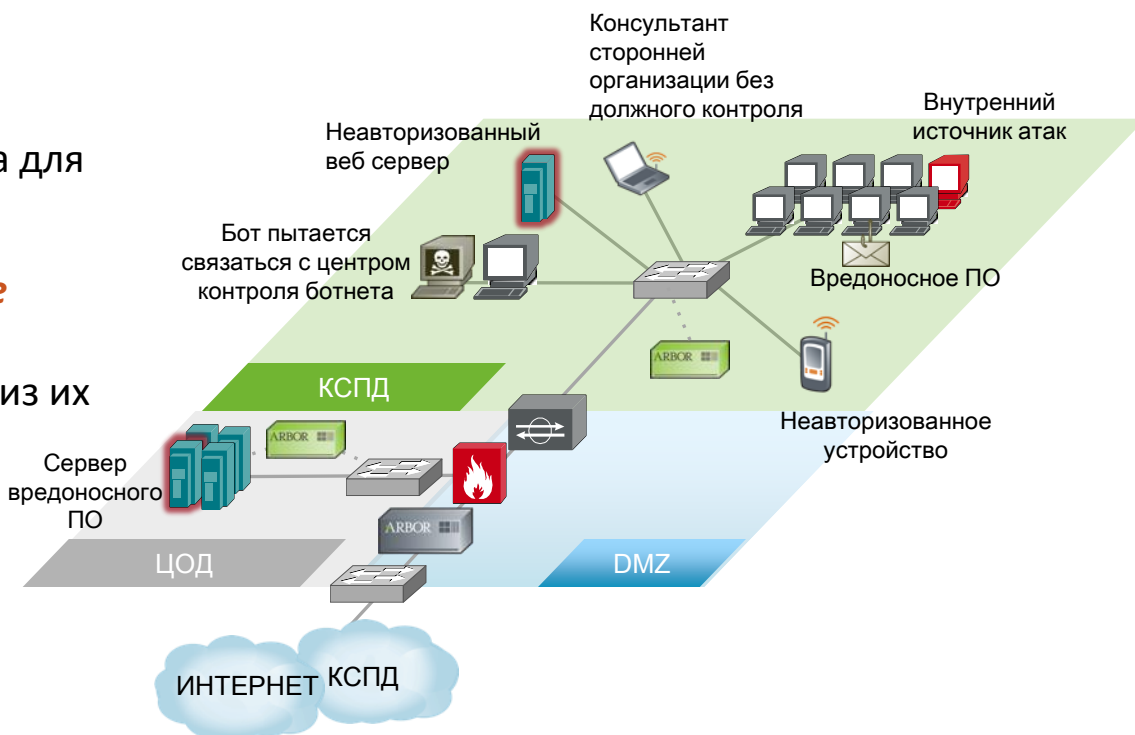 Консультант
сторонней
организации без
должного контроля
Внутренний
источник атак
Неавторизованный
веб сервер
а для
Бот пытается
связаться с центром
контроля ботнета
Вредоносное ПО
е
ARBOR
КСПД
из их
Неавторизованное
устройство
ARBOR
Сервер
вредоносного
ПО
ARBOR
ЦОД
DMZ
ИНТЕРНЕТ
КСПД